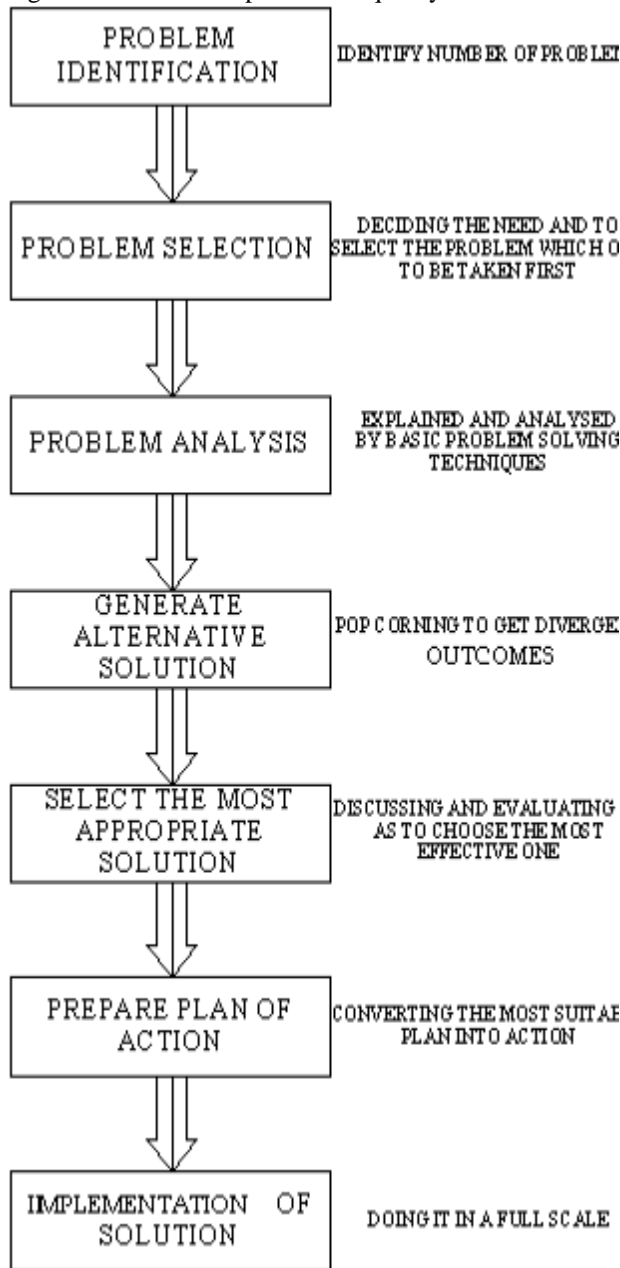 PROBLEM
IDENTIFICATION
IDENTIFY NUMBER OF PROBLE
PROBLEM SELECTION
DECIDING THE NEED AND TO
SELECT THE PROBLEM WHICH O
TO BE TAKEN FIRST
PROBLEM ANALYSIS
EXPLAINED AND ANALYSED
BY BASIC PROBLEM SOLVING
TECHNIQUES
GENERATE
ALTERNATIVE
SOLUTION
POP CORNING TO GET DIVERGE
OUTCOMES
SELECT THE MOST
APPROPRIATE
SOLUTION
DISCUSSING AND EVALUATING
AS TO CHOOSE THE MOST
EFFECTIVE ONE
PREPARE PLAN OF
ACTION
CONVERTING THE MOST SUITAB
PLAN INTO ACTION
IIMPLEMENTATION OF
SOLUTION
DOING IT IN A FULL SCALE